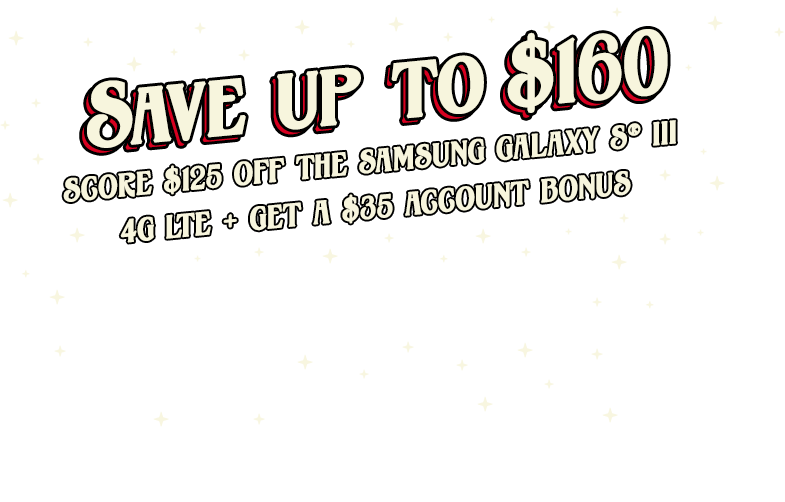 SAVE UP TO $160
SCORE $125 OFF THE SAMSUNG GALAXY S® III
4G LTE + GET A $35 ACCOUNT BONUS